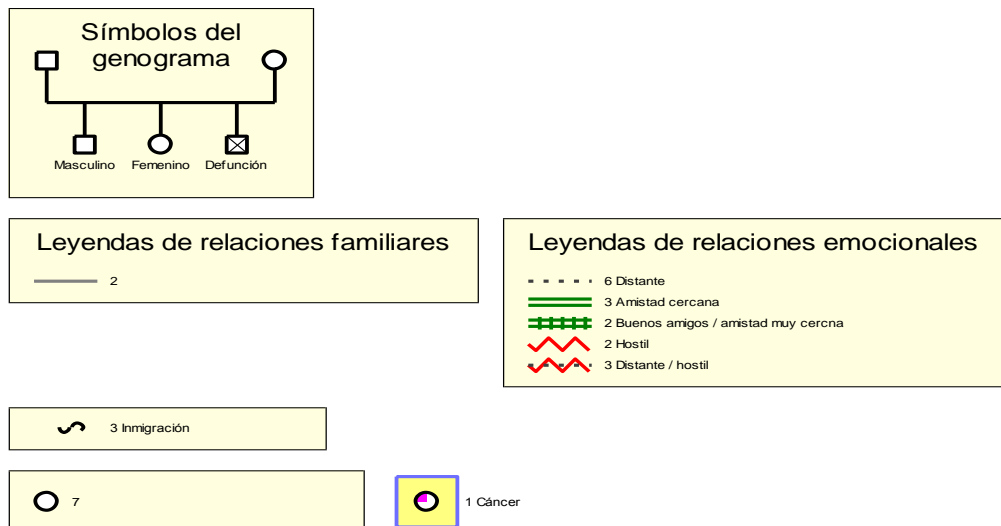 Símbolos del
genograma
Masculino Femenino Defunción
Leyendas de relaciones familiares
2
Leyendas de relaciones emocionales
6 Distante
3 Amistad cercana
2 Buenos amigos / amistad muy cercna
2 Hostil
3 Distante / hostil
3 Inmigración
7
1 Cáncer